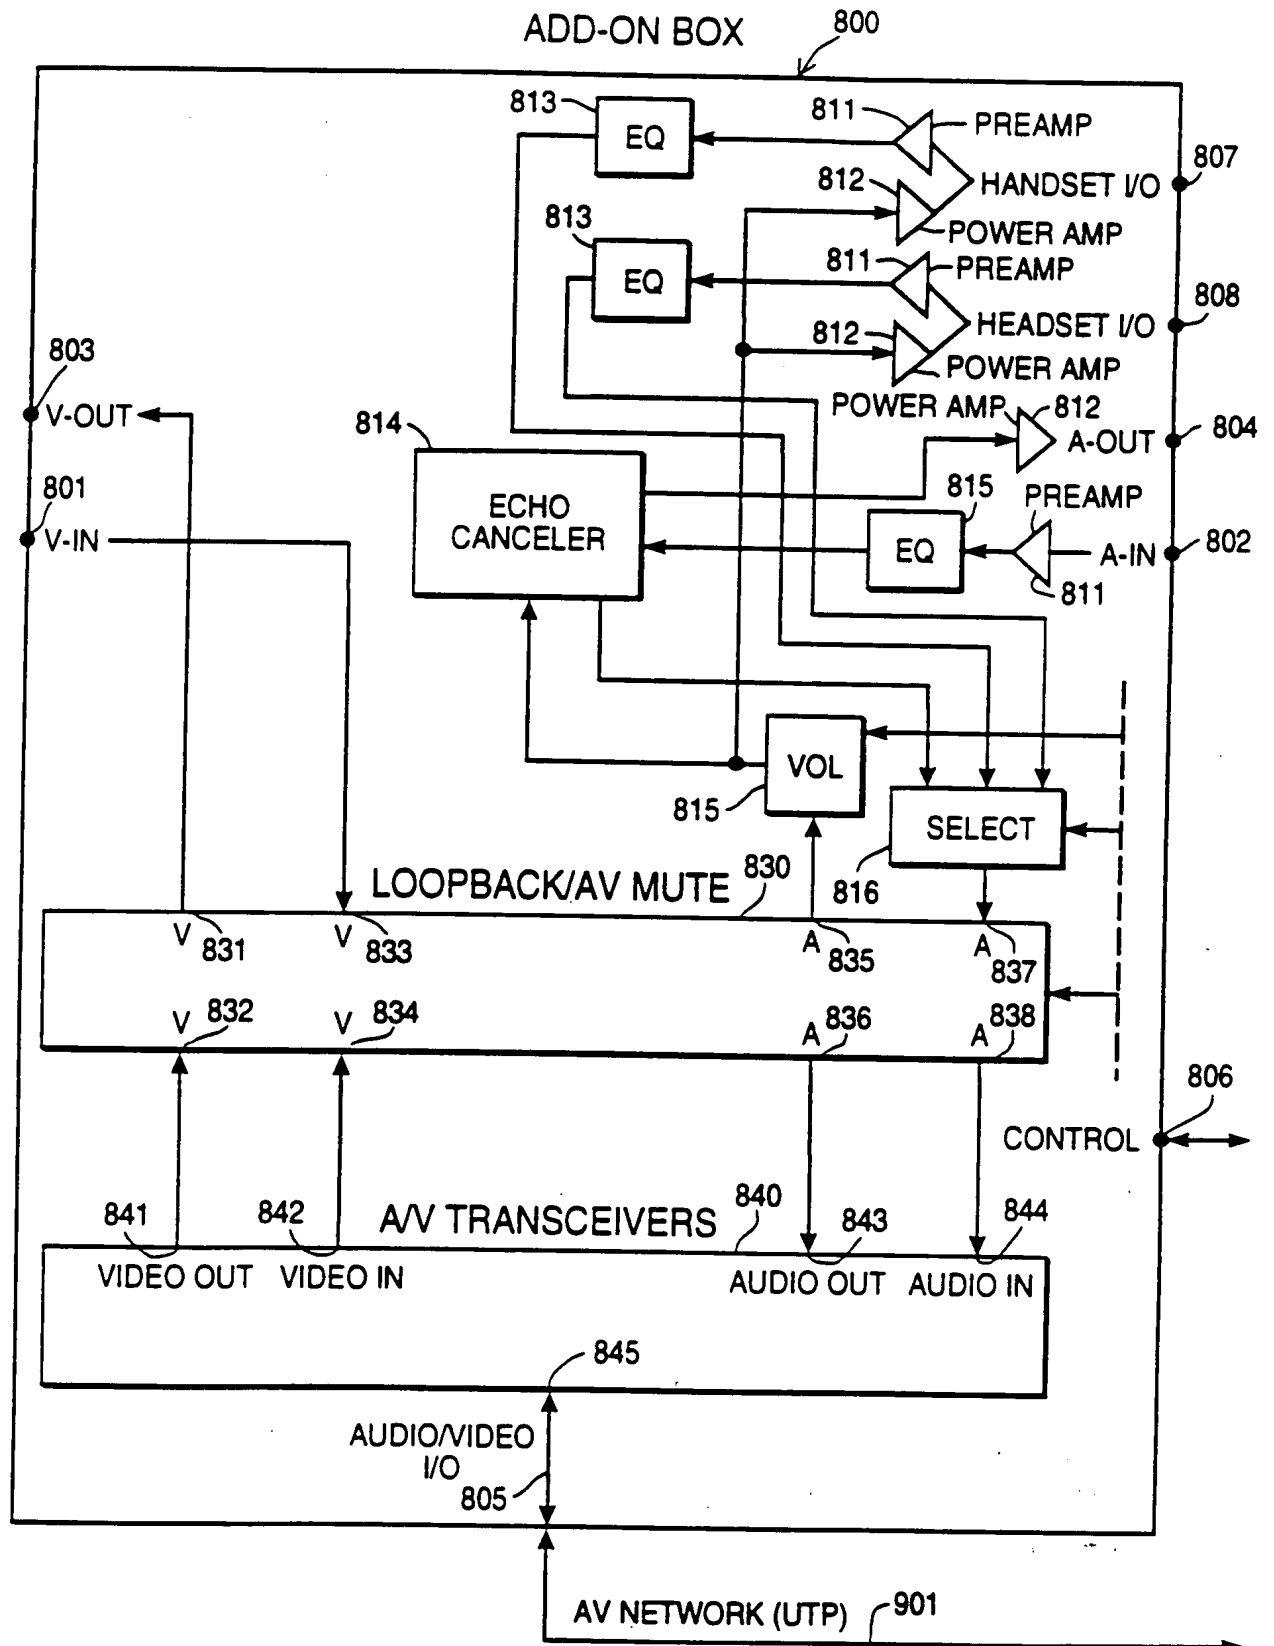 ADD-ON BOX
800
813
EQ
811
PREAMP
807
812
HANDSET I/O
POWER AMP
813
EQ
811
PREAMP
808
812
HEADSET I/O
POWER AMP
803
V-OUT
POWER AMP
812
A-OUT
804
814
ECHO
CANCELER
801
V-IN
815
PREAMP
EQ
A-IN
802
811
VOL
815
SELECT
816
LOOPBACK/AV MUTE
830
V
831
V
833
A
835
A
837
V
832
V
834
A
836
A
838
806
CONTROL
841
842
A/V TRANSCEIVERS
840
843
844
VIDEO OUT
VIDEO IN
AUDIO OUT
AUDIO IN
845
AUDIO/VIDEO
I/O
805
AV NETWORK (UTP)
901